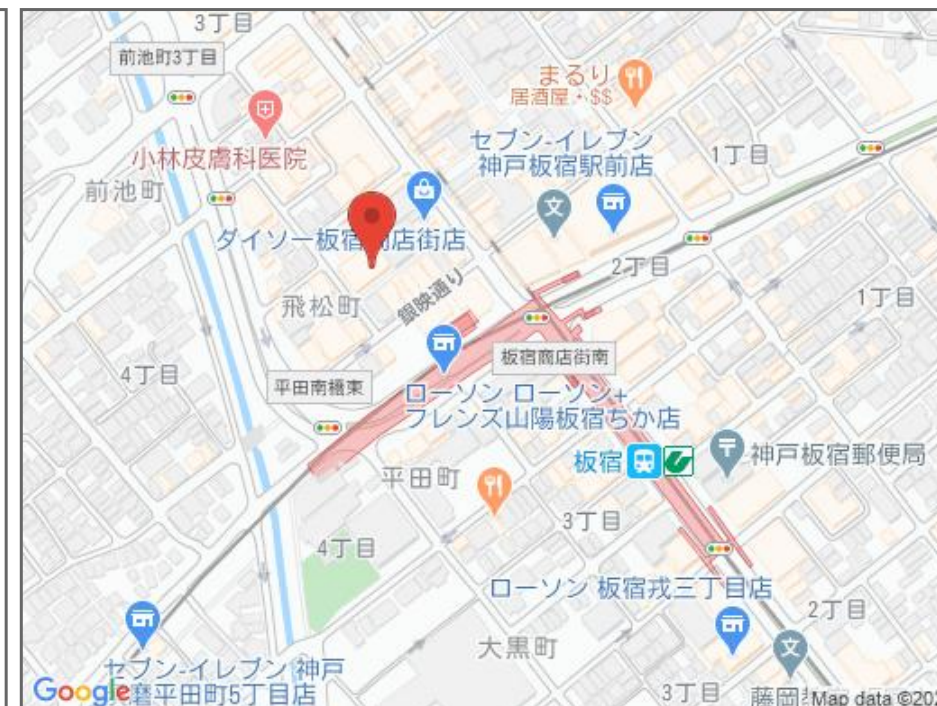 3丁目
前池町3丁目
まるり
居酒屋・$$
小林皮膚科医院
セブン-イレブン
神戸板宿駅前店
1丁目
前池町
ダイソー板宿商店街店
2丁目
飛松町
銀映通り
1丁目
4丁目
板宿商店街南
平田南橋東
ローソン ローソン+
フレンズ山陽板宿ちか店
板宿
神戸板宿郵便局
平田町
3丁目
4丁目
ローソン 板宿戎三丁目店
2丁目
大黒町
セブン-イレブン 神戸
磨平田町5丁目店
Google
3丁目
藤岡
Map data ©202